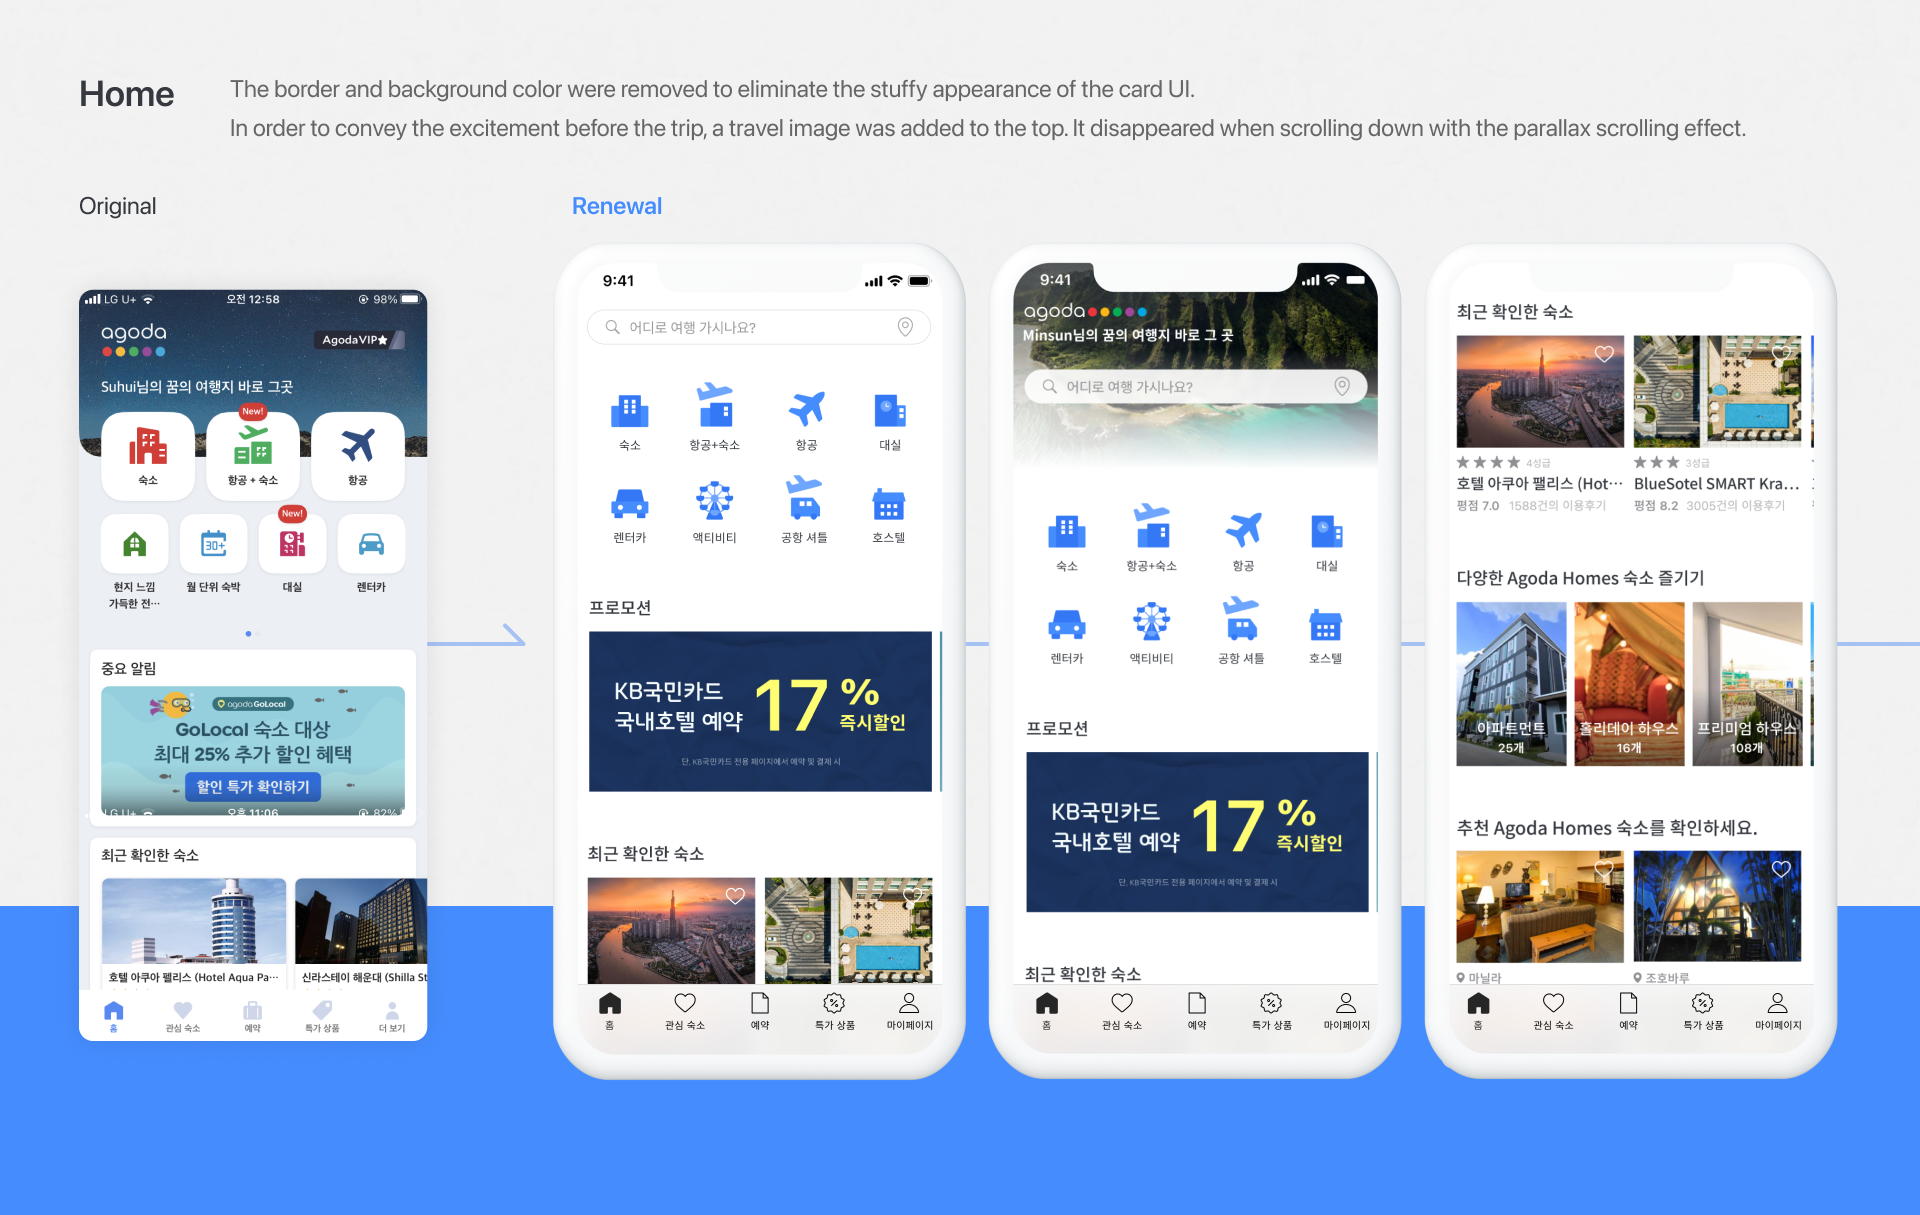 Home
The border and background color were removed to eliminate the stuffy appearance of the card UI.
In order to convey the excitement before the trip, a travel image was added to the top. It disappeared when scrolling down with the parallax scrolling effect.
Original
Renewal
LG U+ 오전 12:58 98%
agoda
AgodaVIP
Suhui님의 꿈의 여행지 바로 그곳
New!
숙소 항공 + 숙소 항공
New!
30+
현지 느낌
가득한 전… 월 단위 숙박 대실 렌터카
중요 알림
agoda GoLocal
GoLocal 숙소 대상
최대 25% 추가 할인 혜택
할인 특가 확인하기
LG U+ 오후 11:06 82%
최근 확인한 숙소
호텔 아쿠아 팰리스 (Hotel Aqua Pa… 신라스테이 해운대 (Shilla St
홈 관심 숙소 예약 특가 상품 더 보기
9:41
어디로 여행 가시나요?
숙소 항공+숙소 항공 대실
렌터카 액티비티 공항 셔틀 호스텔
프로모션
KB국민카드
국내호텔 예약 17 %
즉시할인
단, KB국민카드 전용 페이지에서 예약 및 결제 시
최근 확인한 숙소
홈 관심 숙소 예약 특가 상품 마이페이지
9:41
agoda
Minsun님의 꿈의 여행지 바로 그 곳
어디로 여행 가시나요?
숙소 항공+숙소 항공 대실
렌터카 액티비티 공항 셔틀 호스텔
프로모션
KB국민카드
국내호텔 예약 17 %
즉시할인
단, KB국민카드 전용 페이지에서 예약 및 결제 시
최근 확인한 숙소
홈 관심 숙소 예약 특가 상품 마이페이지
최근 확인한 숙소
4성급 3성급
호텔 아쿠아 팰리스 (Hot… BlueSotel SMART Kra…
평점 7.0 1588건의 이용후기 평점 8.2 3005건의 이용후기
다양한 Agoda Homes 숙소 즐기기
아파트먼트 홀리데이 하우스 프리미엄 하우스
25개 16개 108개
추천 Agoda Homes 숙소를 확인하세요.
마닐라 조호바루
홈 관심 숙소 예약 특가 상품 마이페이지